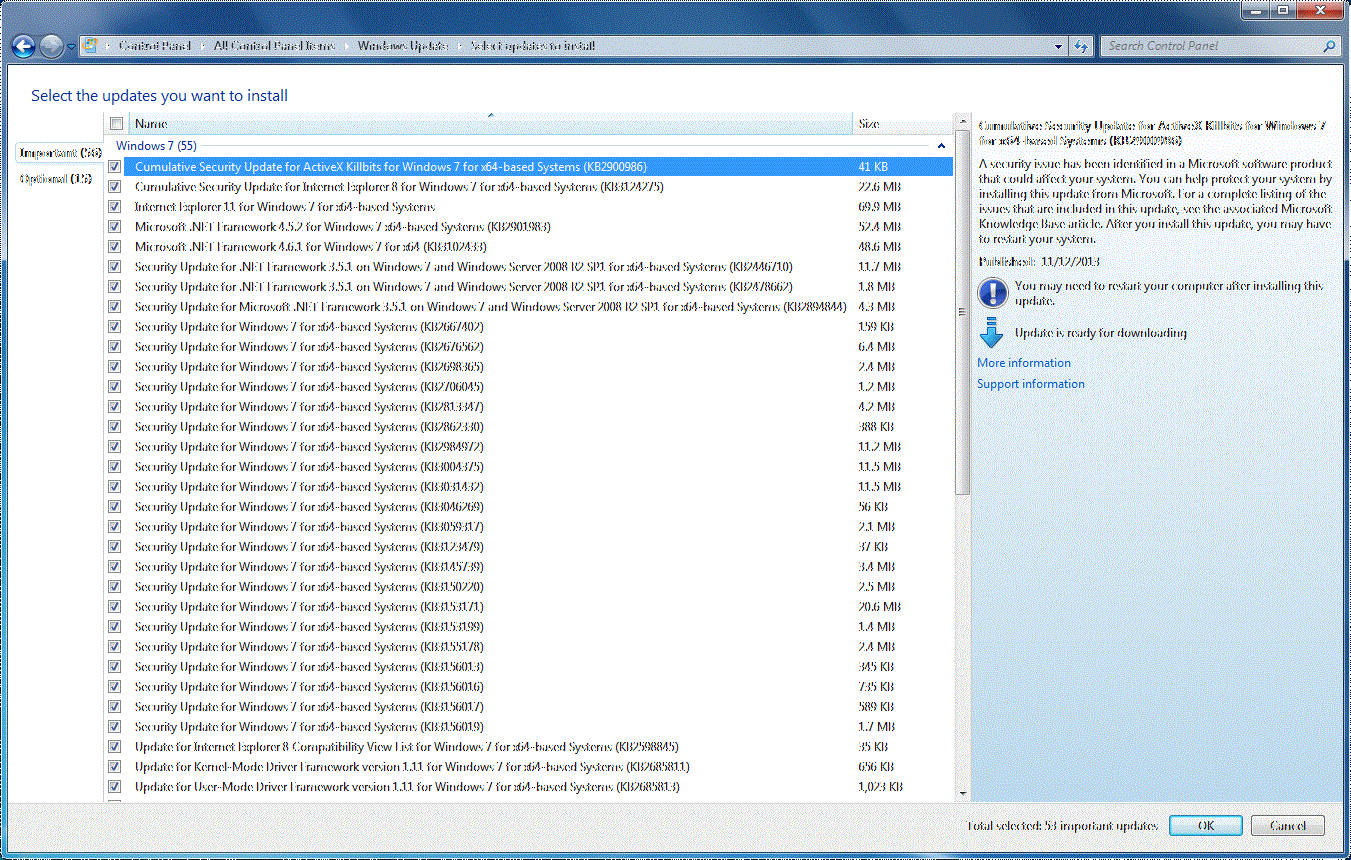 Control Panel All Control Panel Items Windows Update Select updates to install
Search Control Panel
Select the updates you want to install
Name Size
Important
Optional
Windows 7 (55)
Cumulative Security Update for ActiveX Killbits for Windows 7 for x64-based Systems (KB2900986) 41 KB
Cumulative Security Update for Internet Explorer 8 for Windows 7 for x64-based Systems (KB3124275) 22.6 MB
Internet Explorer 11 for Windows 7 for x64-based Systems 69.9 MB
Microsoft .NET Framework 4.5.2 for Windows 7 x64-based Systems (KB2901983) 52.4 MB
Microsoft .NET Framework 4.6.1 for Windows 7 for x64 (KB3102433) 48.6 MB
Security Update for .NET Framework 3.5.1 on Windows 7 and Windows Server 2008 R2 SP1 for x64-based Systems (KB2446710) 11.7 MB
Security Update for .NET Framework 3.5.1 on Windows 7 and Windows Server 2008 R2 SP1 for x64-based Systems (KB2478662) 1.8 MB
Security Update for Microsoft .NET Framework 3.5.1 on Windows 7 and Windows Server 2008 R2 SP1 for x64-based Systems (KB2894844) 4.3 MB
Security Update for Windows 7 for x64-based Systems (KB2667402) 159 KB
Security Update for Windows 7 for x64-based Systems (KB2676562) 6.4 MB
Security Update for Windows 7 for x64-based Systems (KB2698365) 2.4 MB
Security Update for Windows 7 for x64-based Systems (KB2706045) 1.2 MB
Security Update for Windows 7 for x64-based Systems (KB2813347) 4.2 MB
Security Update for Windows 7 for x64-based Systems (KB2862330) 388 KB
Security Update for Windows 7 for x64-based Systems (KB2984972) 11.2 MB
Security Update for Windows 7 for x64-based Systems (KB3004375) 11.5 MB
Security Update for Windows 7 for x64-based Systems (KB3031432) 11.5 MB
Security Update for Windows 7 for x64-based Systems (KB3046269) 56 KB
Security Update for Windows 7 for x64-based Systems (KB3059317) 2.1 MB
Security Update for Windows 7 for x64-based Systems (KB3123479) 37 KB
Security Update for Windows 7 for x64-based Systems (KB3145739) 3.4 MB
Security Update for Windows 7 for x64-based Systems (KB3150220) 2.5 MB
Security Update for Windows 7 for x64-based Systems (KB3153171) 20.6 MB
Security Update for Windows 7 for x64-based Systems (KB3153199) 1.4 MB
Security Update for Windows 7 for x64-based Systems (KB3155178) 2.4 MB
Security Update for Windows 7 for x64-based Systems (KB3156013) 345 KB
Security Update for Windows 7 for x64-based Systems (KB3156016) 735 KB
Security Update for Windows 7 for x64-based Systems (KB3156017) 589 KB
Security Update for Windows 7 for x64-based Systems (KB3156019) 1.7 MB
Update for Internet Explorer 8 Compatibility View List for Windows 7 for x64-based Systems (KB2598845) 35 KB
Update for Kernel-Mode Driver Framework version 1.11 for Windows 7 for x64-based Systems (KB2685811) 656 KB
Update for User-Mode Driver Framework version 1.11 for Windows 7 for x64-based Systems (KB2685813) 1,023 KB
Cumulative Security Update for ActiveX Killbits for Windows 7
for x64-based Systems (KB2900986)
A security issue has been identified in a Microsoft software product
that could affect your system. You can help protect your system by
installing this update from Microsoft. For a complete listing of the
issues that are included in this update, see the associated Microsoft
Knowledge Base article. After you install this update, you may have
to restart your system.
Published: 11/12/2013
You may need to restart your computer after installing this
update.
Update is ready for downloading
More information
Support information
Total selected: 53 important updates
OK Cancel